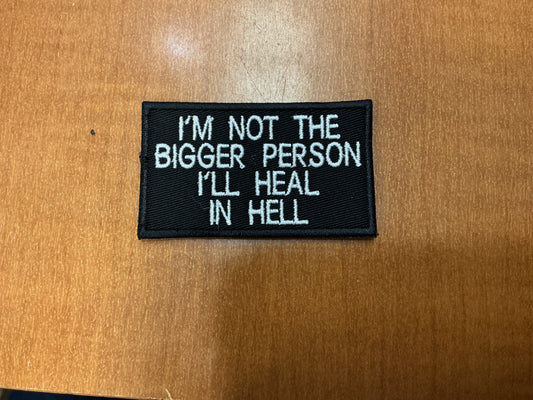 I'M NOT THE
BIGGER PERSON
I'LL HEAL
IN HELL